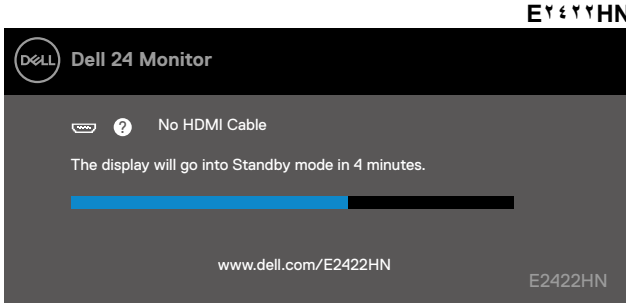 E٢٤٢٢HN
DELL Dell 24 Monitor
? No HDMI Cable
The display will go into Standby mode in 4 minutes.
www.dell.com/E2422HN
E2422HN